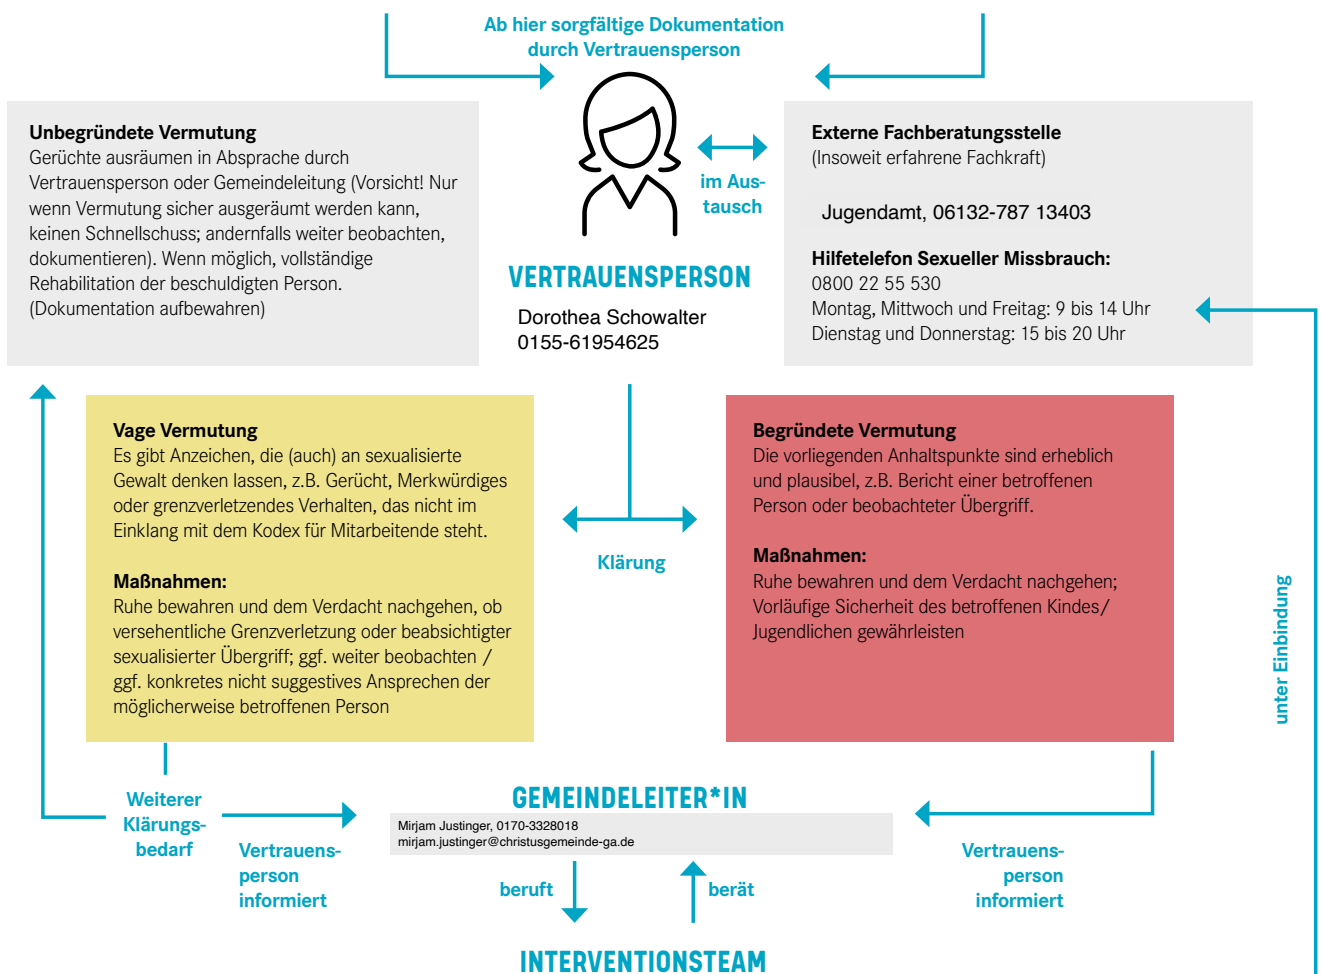 Ab hier sorgfältige Dokumentation
durch Vertrauensperson
Unbegründete Vermutung
Gerüchte ausräumen in Absprache durch
Vertrauensperson oder Gemeindeleitung (Vorsicht! Nur
wenn Vermutung sicher ausgeräumt werden kann,
keinen Schnellschuss; andernfalls weiter beobachten,
dokumentieren). Wenn möglich, vollständige
Rehabilitation der beschuldigten Person.
(Dokumentation aufbewahren)
im Aus-
tausch
VERTRAUENSPERSON
Dorothea Schowalter
0155-61954625
Externe Fachberatungsstelle
(Insoweit erfahrene Fachkraft)
Jugendamt, 06132-787 13403
Hilfetelefon Sexueller Missbrauch:
0800 22 55 530
Montag, Mittwoch und Freitag: 9 bis 14 Uhr
Dienstag und Donnerstag: 15 bis 20 Uhr
Vage Vermutung
Es gibt Anzeichen, die (auch) an sexualisierte
Gewalt denken lassen, z.B. Gerücht, Merkwürdiges
oder grenzverletzendes Verhalten, das nicht im
Einklang mit dem Kodex für Mitarbeitende steht.
Maßnahmen:
Ruhe bewahren und dem Verdacht nachgehen, ob
versehentliche Grenzverletzung oder beabsichtigter
sexualisierter Übergriff; ggf. weiter beobachten /
ggf. konkretes nicht suggestives Ansprechen der
möglicherweise betroffenen Person
Klärung
Begründete Vermutung
Die vorliegenden Anhaltspunkte sind erheblich
und plausibel, z.B. Bericht einer betroffenen
Person oder beobachteter Übergriff.
Maßnahmen:
Ruhe bewahren und dem Verdacht nachgehen;
Vorläufige Sicherheit des betroffenen Kindes/
Jugendlichen gewährleisten
unter Einbindung
Weiterer
Klärungs-
bedarf
Vertrauens-
person
informiert
GEMEINDELEITER*IN
Mirjam Justinger, 0170-3328018
mirjam.justinger@christusgemeinde-ga.de
Vertrauens-
person
informiert
beruft
berät
INTERVENTIONSTEAM